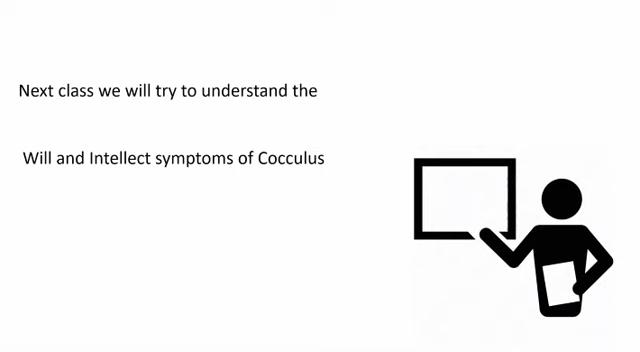 Next class we will try to understand the
Will and Intellect symptoms of Cocculus